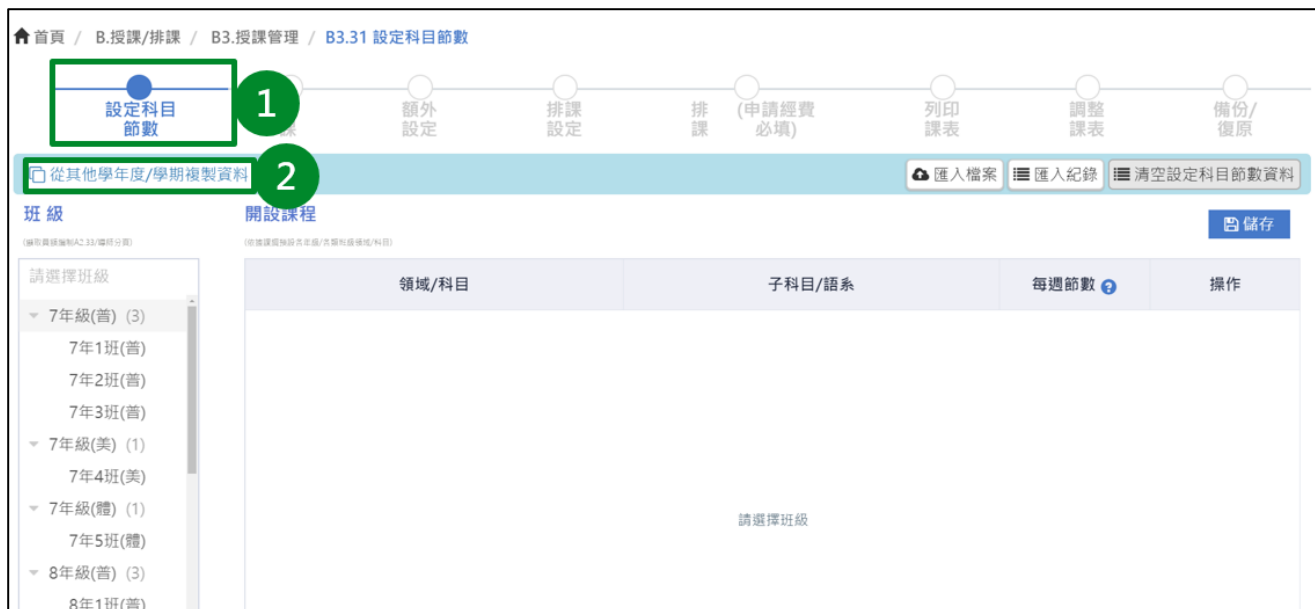 首頁 / B.授課/排課 / B3.授課管理 / B3.31 設定科目節數
1
設定科目
節數
課
額外
設定
排課
設定
排
課
(申請經費
必填)
列印
課表
調整
課表
備份/
復原
從其他學年度/學期複製資料
2
匯入檔案
匯入紀錄
清空設定科目節數資料
班 級
開設課程
儲存
請選擇班級
領域/科目
子科目/語系
每週節數
操作
7年級(普) (3)
7年1班(普)
7年2班(普)
7年3班(普)
7年級(美) (1)
7年4班(美)
7年級(體) (1)
7年5班(體)
8年級(普) (3)
8年1班(普)
請選擇班級